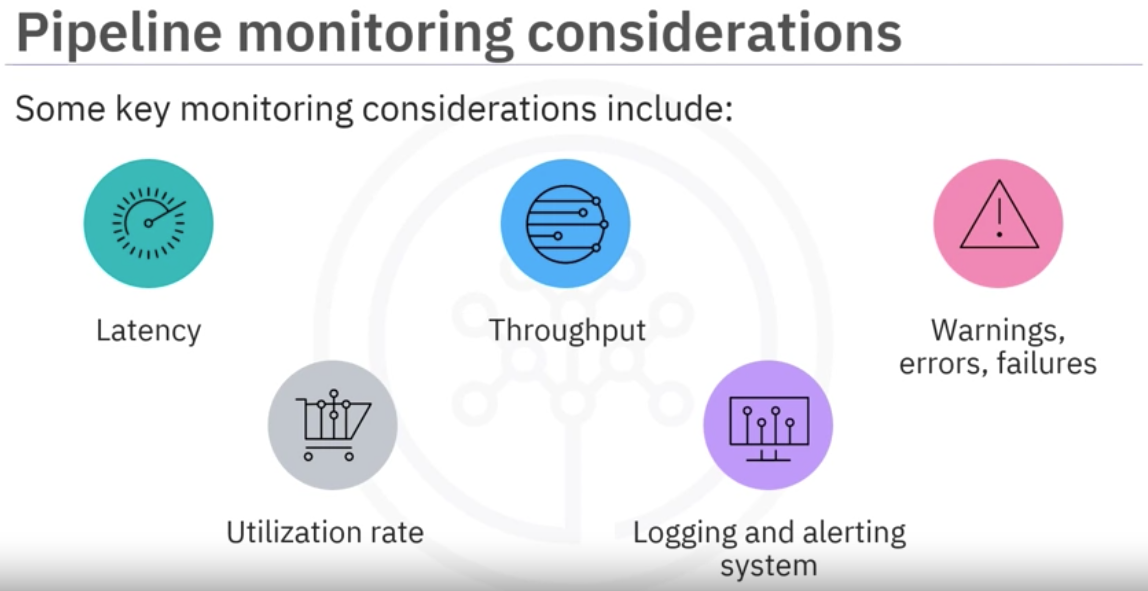 Pipeline monitoring considerations
Some key monitoring considerations include:
Latency
Throughput
Warnings,
errors, failures
Utilization rate
Logging and alerting
system